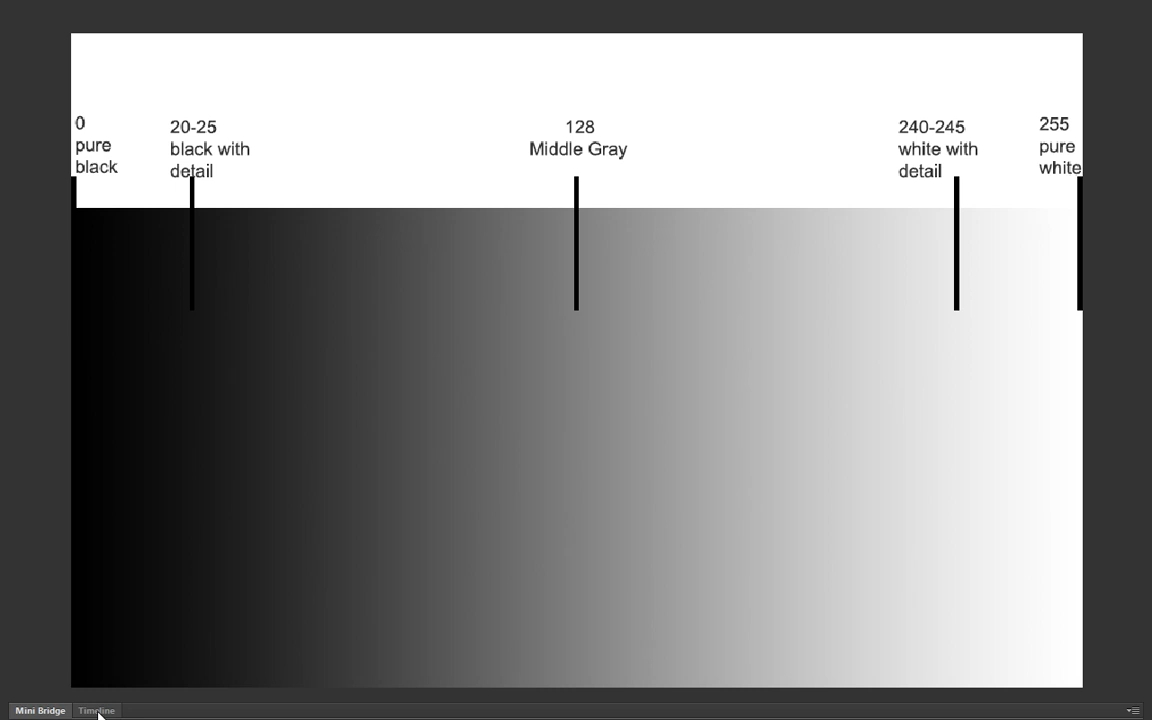 0
pure
black
20-25
black with
detail
128
Middle Gray
240-245
white with
detail
255
pure
white
Mini Bridge
Timeline